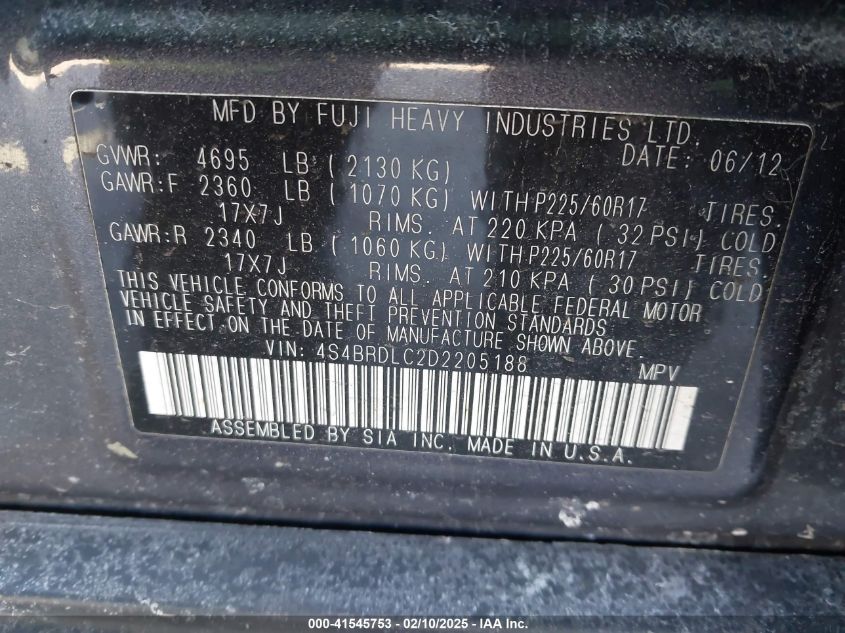 MFD BY FUJI HEAVY INDUSTRIES LTD.
GVWR: 4695 LB ( 2130 KG) DATE: 06/12
GAWR:F 2360 LB ( 1070 KG) WITH P225/60R17 TIRES.
17X7J RIMS. AT 220 KPA ( 32 PSI) COLD
GAWR:R 2340 LB ( 1060 KG) WITH P225/60R17 TIRES.
17X7J RIMS. AT 210 KPA ( 30 PSI) COLD
THIS VEHICLE CONFORMS TO ALL APPLICABLE FEDERAL MOTOR
VEHICLE SAFETY AND THEFT PREVENTION STANDARDS
IN EFFECT ON THE DATE OF MANUFACTURE SHOWN ABOVE.
VIN: 4S4BRDLC2D2205188 MPV
ASSEMBLED BY SIA INC. MADE IN U.S.A.
000-41545753 - 02/10/2025 - IAAI.com